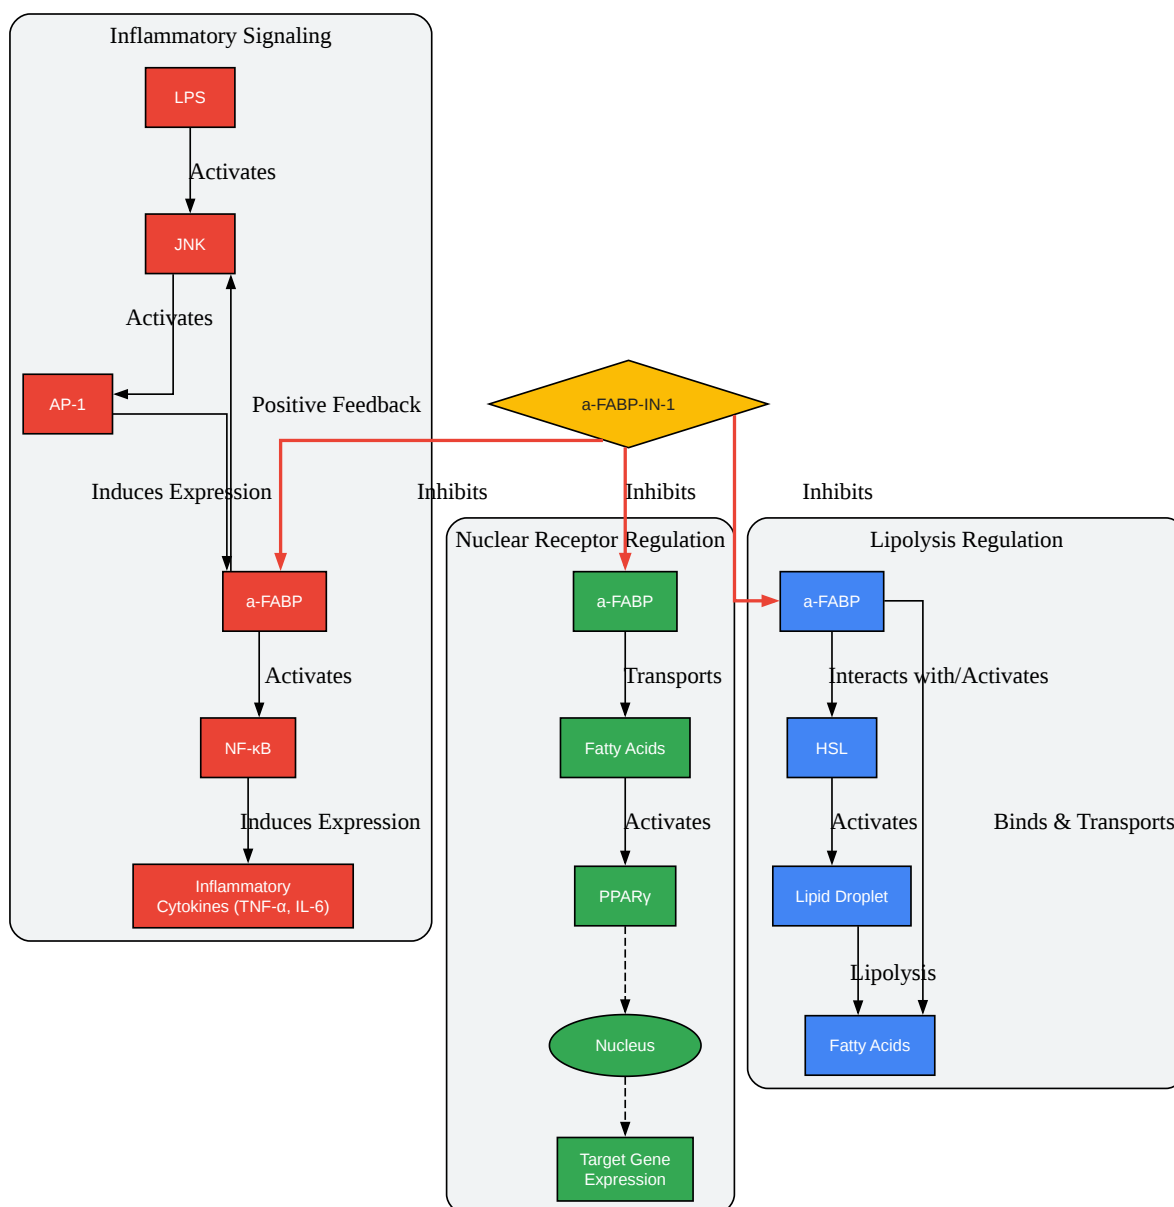 Inflammatory Signaling
LPS
Activates
JNK
Activates
AP-1
Positive Feedback
a-FABP-IN-1
Induces Expression
Inhibits
Inhibits
Inhibits
a-FABP
Activates
NF-κB
Induces Expression
Inflammatory
Cytokines (TNF-α, IL-6)
Nuclear Receptor Regulation
a-FABP
Transports
Fatty Acids
Activates
PPARγ
Nucleus
Target Gene
Expression
Lipolysis Regulation
a-FABP
Interacts with/Activates
HSL
Activates
Binds & Transports
Lipid Droplet
Lipolysis
Fatty Acids